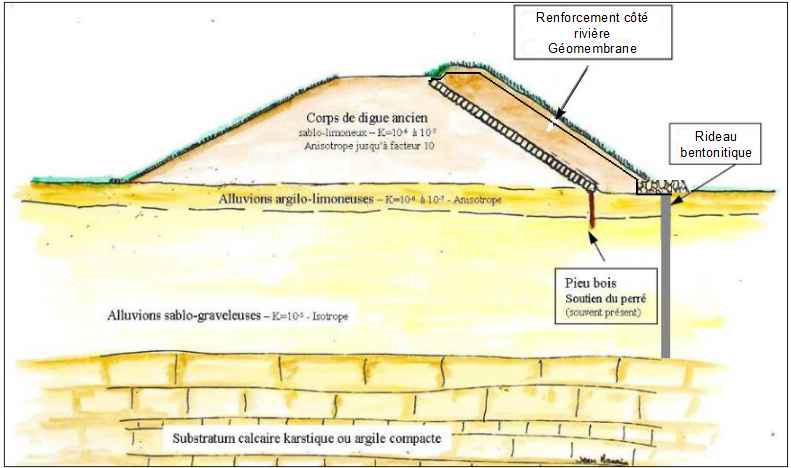 Renforcement côté
rivière
Géomembrane
Corps de digue ancien
sablo-limoneux – K=10⁻⁶ à 10⁻⁵
Anisotrope jusqu'à facteur 10
Rideau
bentonitique
Alluvions argilo-limoneuses – K=10⁻⁶ à 10⁻⁷ - Anisotrope
Pieu bois
Soutien du perré
(souvent présent)
Alluvions sablo-graveleuses – K=10⁻³ - Isotrope
Substratum calcaire karstique ou argile compacte